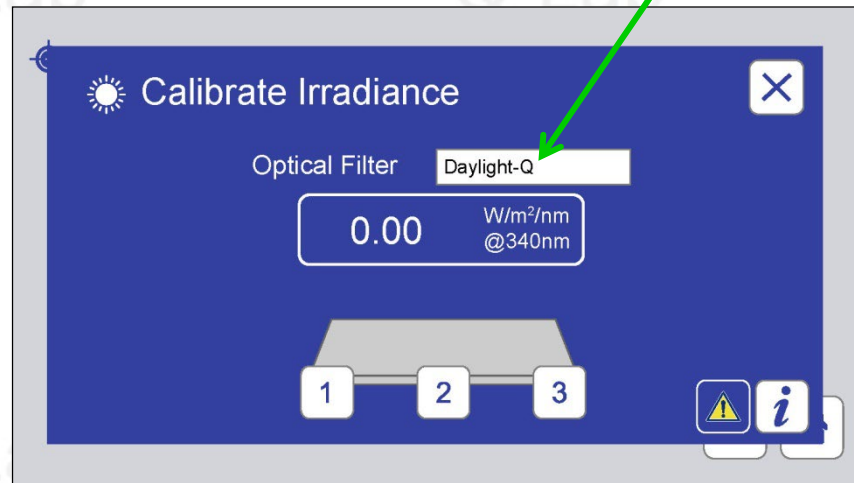 Calibrate Irradiance
Optical Filter Daylight-Q
0.00 W/m²/nm
@340nm
1 2 3
i